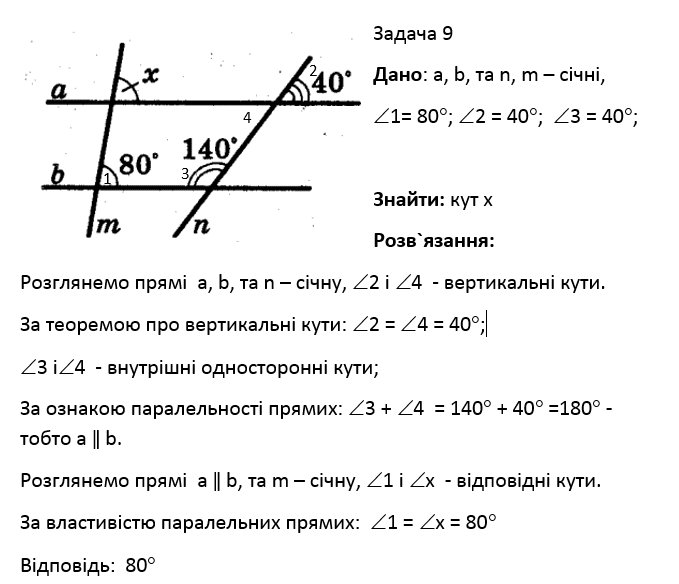 Задача 9
Дано: a, b, та n, m – січні,
∠1= 80°; ∠2 = 40°; ∠3 = 40°;
x
2
40°
a
4
140°
b
1
80°
3
m
n
Знайти: кут x
Розв`язання:
Розглянемо прямі a, b, та n – січну, ∠2 і ∠4 - вертикальні кути.
За теоремою про вертикальні кути: ∠2 = ∠4 = 40°;
∠3 і∠4 - внутрішні односторонні кути;
За ознакою паралельності прямих: ∠3 + ∠4 = 140° + 40° =180° -
тобто a ǁ b.
Розглянемо прямі a ǁ b, та m – січну, ∠1 і ∠x - відповідні кути.
За властивістю паралельних прямих: ∠1 = ∠x = 80°
Відповідь: 80°